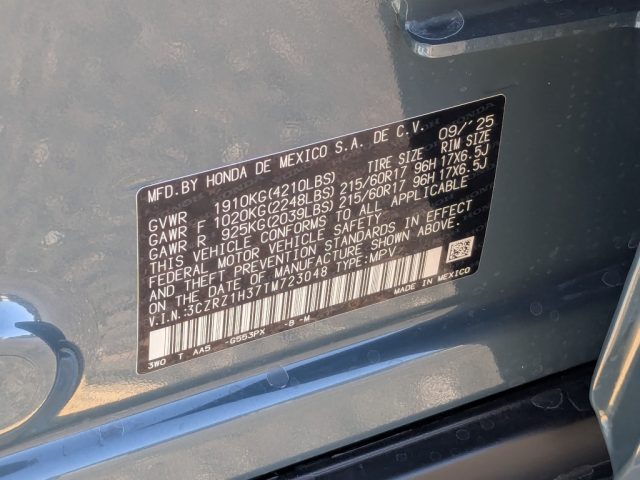 MFD.BY HONDA DE MEXICO S.A. DE C.V. 09/'25
TIRE SIZE RIM SIZE
GVWR 1910KG(4210LBS)
GAWR F 1020KG(2248LBS) 215/60R17 96H 17X6.5J
GAWR R 925KG(2039LBS) 215/60R17 96H 17X6.5J
THIS VEHICLE CONFORMS TO ALL APPLICABLE
FEDERAL MOTOR VEHICLE SAFETY
AND THEFT PREVENTION STANDARDS IN EFFECT
ON THE DATE OF MANUFACTURE SHOWN ABOVE.
V.I.N.:3CZRZ1H37TM723048 TYPE:MPV
MADE IN MEXICO
3W0 T AA5 -G553PX -B-M